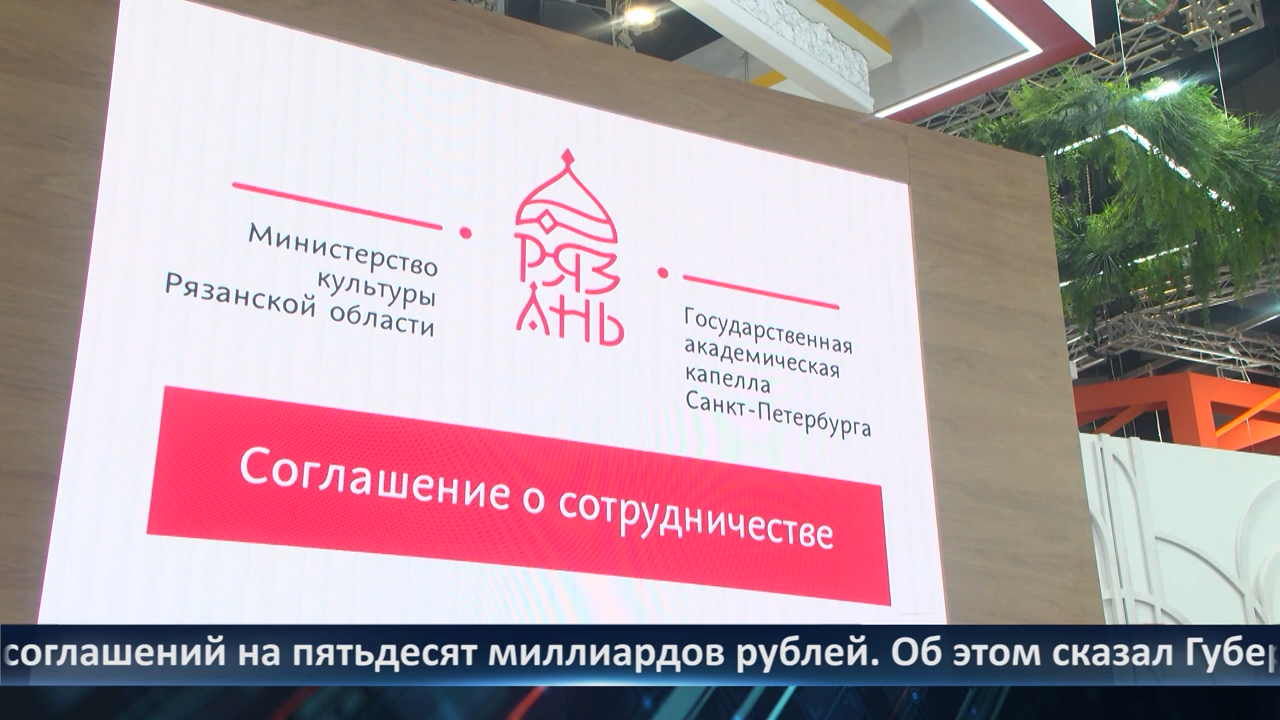 Министерство
культуры
Рязанской области
РЯЗ
АНЬ
Государственная
академическая
капелла
Санкт-Петербурга
Соглашение о сотрудничестве
соглашений на пятьдесят миллиардов рублей. Об этом сказал